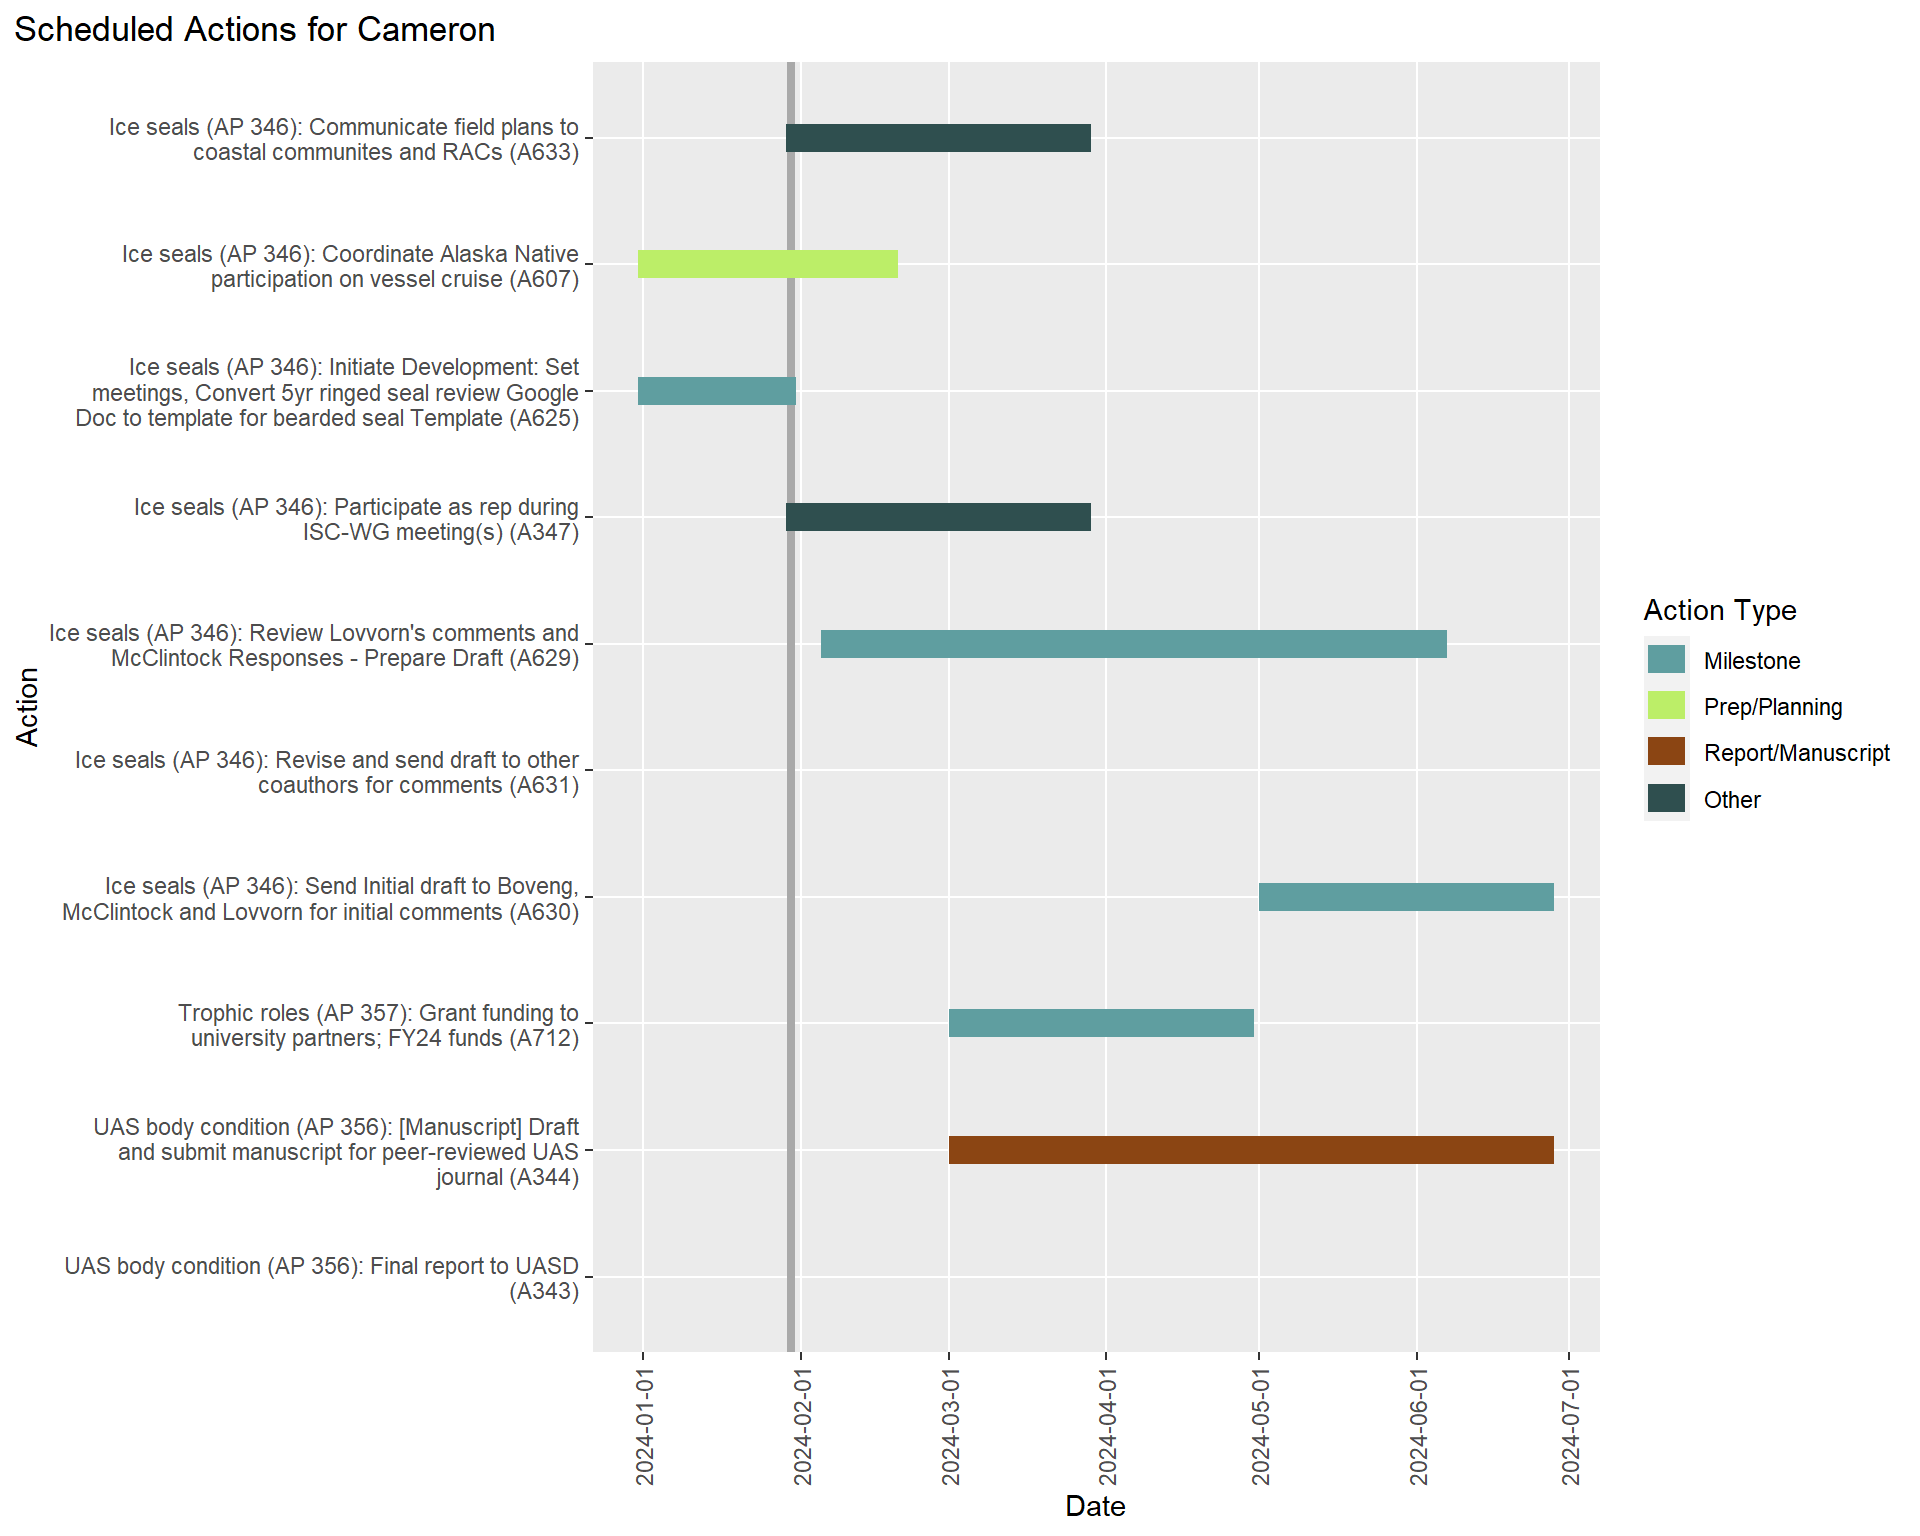 Scheduled Actions for Cameron
Ice seals (AP 346): Communicate field plans to
coastal communites and RACs (A633)
Ice seals (AP 346): Coordinate Alaska Native
participation on vessel cruise (A607)
Ice seals (AP 346): Initiate Development: Set
meetings, Convert 5yr ringed seal review Google
Doc to template for bearded seal Template (A625)
Ice seals (AP 346): Participate as rep during
ISC-WG meeting(s) (A347)
Ice seals (AP 346): Review Lovvorn's comments and
McClintock Responses - Prepare Draft (A629)
Ice seals (AP 346): Revise and send draft to other
coauthors for comments (A631)
Ice seals (AP 346): Send Initial draft to Boveng,
McClintock and Lovvorn for initial comments (A630)
Trophic roles (AP 357): Grant funding to
university partners; FY24 funds (A712)
UAS body condition (AP 356): [Manuscript] Draft
and submit manuscript for peer-reviewed UAS
journal (A344)
UAS body condition (AP 356): Final report to UASD
(A343)
Action
2024-01-01
2024-02-01
2024-03-01
2024-04-01
2024-05-01
2024-06-01
2024-07-01
Date
Action Type
Milestone
Prep/Planning
Report/Manuscript
Other